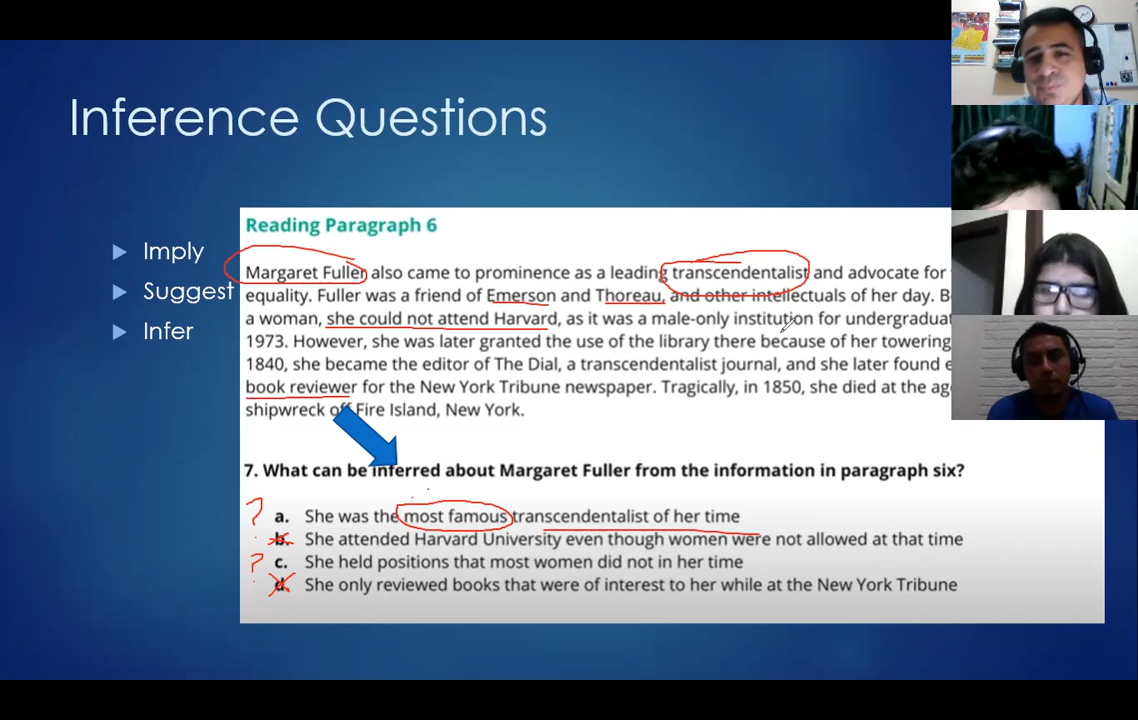 Inference Questions
Imply
Suggest
Infer
Reading Paragraph 6
Margaret Fuller also came to prominence as a leading transcendentalist and advocate for
equality. Fuller was a friend of Emerson and Thoreau, and other intellectuals of her day. B
a woman, she could not attend Harvard, as it was a male-only institution for undergradua
1973. However, she was later granted the use of the library there because of her towering
1840, she became the editor of The Dial, a transcendentalist journal, and she later found e
book reviewer for the New York Tribune newspaper. Tragically, in 1850, she died at the ag
shipwreck off Fire Island, New York.
7. What can be inferred about Margaret Fuller from the information in paragraph six?
? a. She was the most famous transcendentalist of her time
b. She attended Harvard University even though women were not allowed at that time
? c. She held positions that most women did not in her time
d. She only reviewed books that were of interest to her while at the New York Tribune